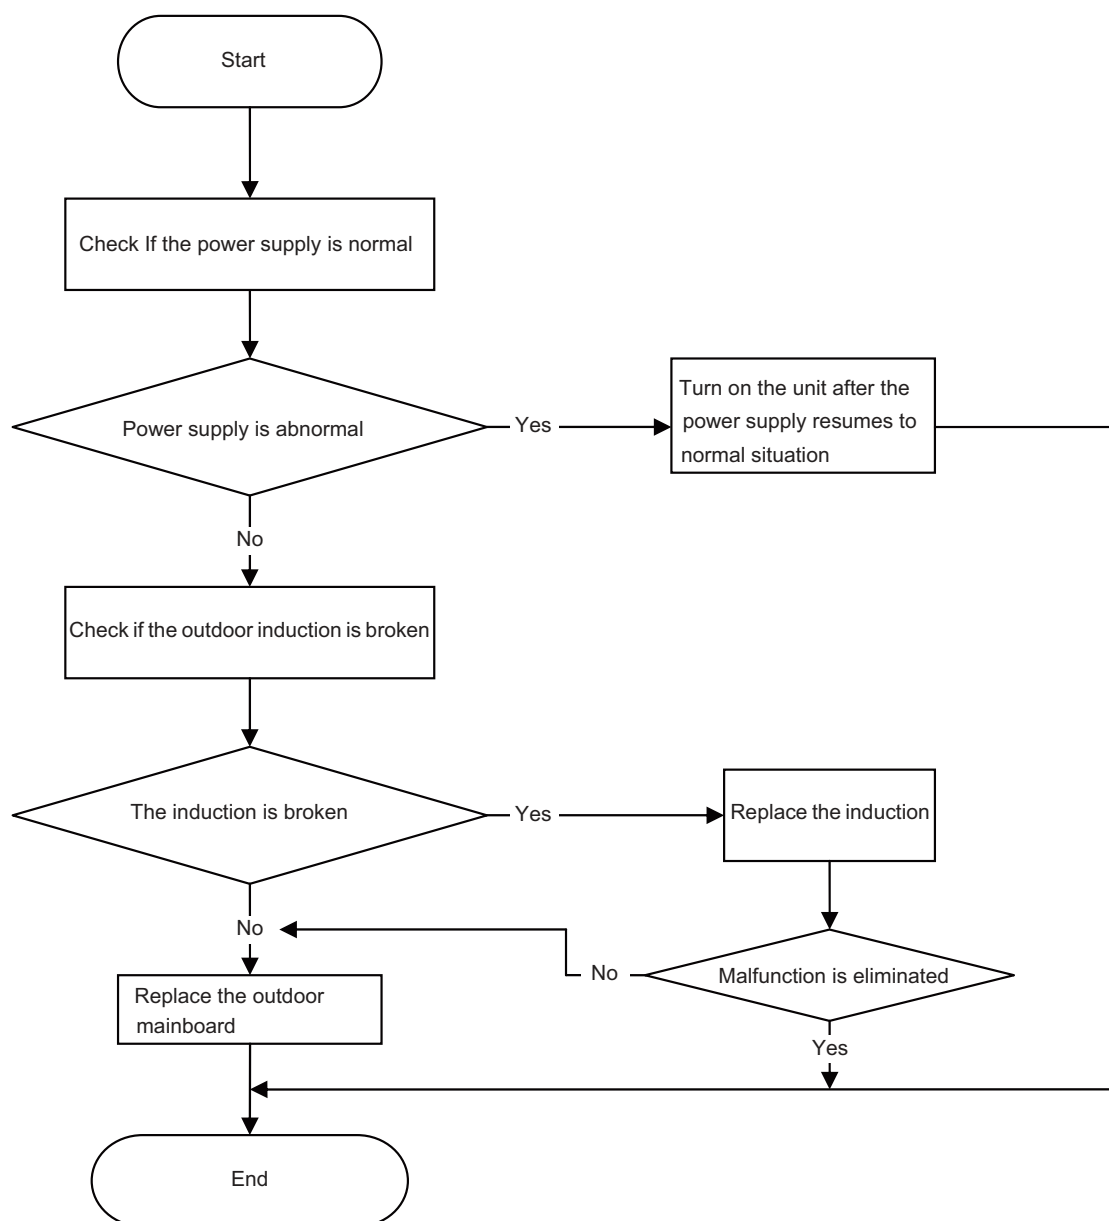 Start
Check If the power supply is normal
Power supply is abnormal
Yes
Turn on the unit after the
power supply resumes to
normal situation
No
Check if the outdoor induction is broken
The induction is broken
Yes
Replace the induction
No
No
Malfunction is eliminated
Replace the outdoor
mainboard
Yes
End